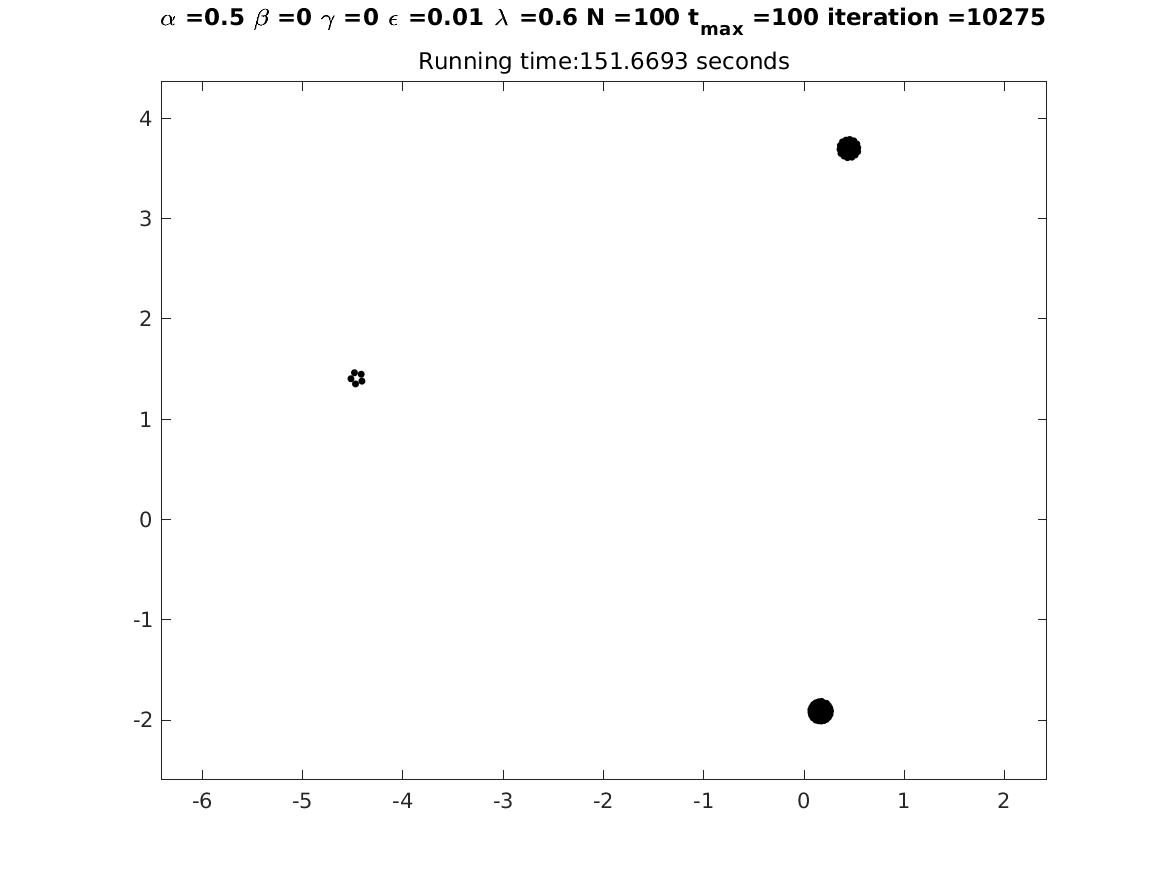 α =0.5 β =0 γ =0 ϵ =0.01 λ =0.6 N =100 t_max =100 iteration =10275
Running time:151.6693 seconds
4
3
2
1
0
-1
-2
-6 -5 -4 -3 -2 -1 0 1 2